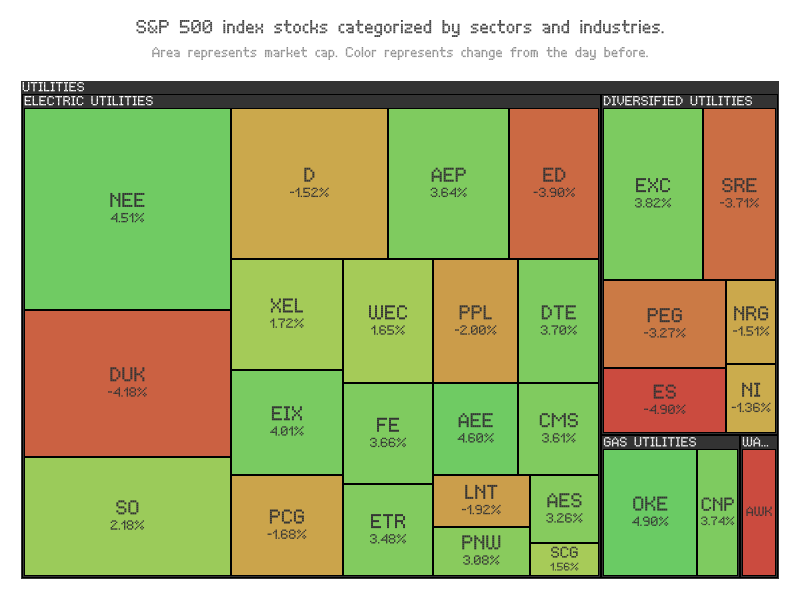 S&P 500 index stocks categorized by sectors and industries.
Area represents market cap. Color represents change from the day before.
UTILITIES
ELECTRIC UTILITIES
NEE
4.51%
DUK
-4.18%
SO
2.18%
D
-1.52%
AEP
3.64%
ED
-3.90%
XEL
1.72%
EIX
4.01%
PCG
-1.68%
WEC
1.65%
FE
3.66%
ETR
3.48%
PPL
-2.00%
DTE
3.70%
AEE
4.60%
CMS
3.61%
LNT
-1.92%
PNW
3.08%
AES
3.26%
SCG
1.56%
DIVERSIFIED UTILITIES
EXC
3.82%
SRE
-3.71%
PEG
-3.27%
ES
-4.90%
NRG
-1.51%
NI
-1.36%
GAS UTILITIES
OKE
4.90%
CNP
3.74%
WA...
AWK